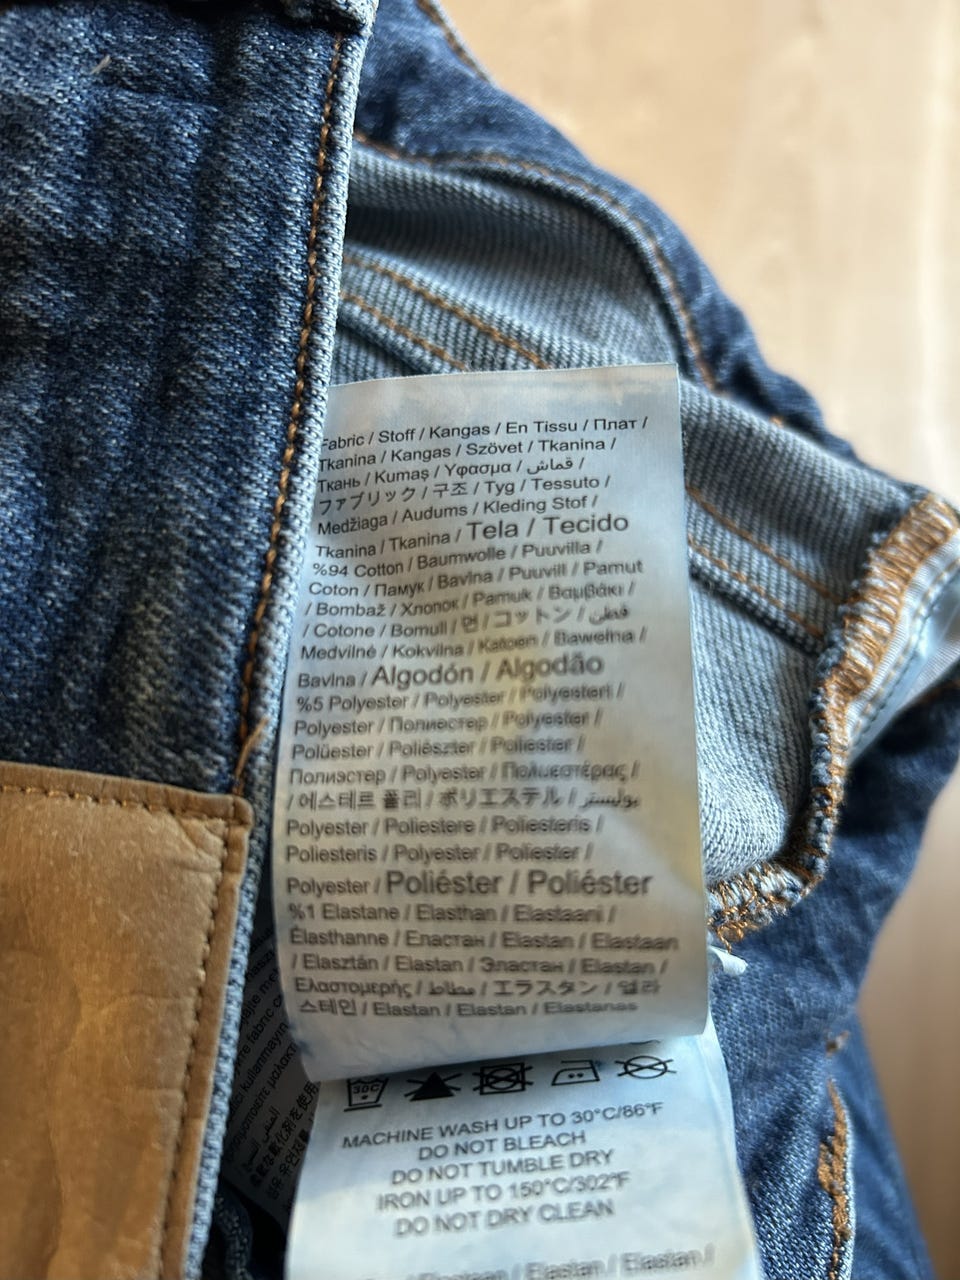 Fabric / Stoff / Kangas / En Tissu / Плат /
Tkanina / Kangas / Szövet / Tkanina /
Ткань / Kumaş / Υφασμα / قماش /
ファブリック / 구조 / Tyg / Tessuto /
Medžiaga / Audums / Kleding Stof /
Tkanina / Tkanina / Tela / Tecido
%94 Cotton / Baumwolle / Puuvilla /
Coton / Памук / Bavlna / Puuvill / Pamut
/ Bombaž / Хлопок / Pamuk / Βαμβάκι /
/ Cotone / Bomull / 면 / コットン / قطن /
Medvilnė / Kokvilna / Katoen / Bawełna /
Bavlna / Algodón / Algodão
%5 Polyester / Polyester / Polyesteri /
Polyester / Полиестер / Polyester /
Polüester / Poliészter / Poliester /
Полиэстер / Polyester / Πολυεστέρας /
/ 에스테르 폴리 / ポリエステル / بوليستر /
Polyester / Poliestere / Poliesteris /
Poliesteris / Polyester / Poliester /
Polyester / Poliéster / Poliéster
%1 Elastane / Elasthan / Elastaani /
Élasthanne / Еластан / Elastan / Elastaan
/ Elasztán / Elastan / Эластан / Elastan /
Ελαστομερής / مطاط / エラスタン / 엘라
스테인 / Elastan / Elastan / Elastanas
30C
MACHINE WASH UP TO 30°C/86°F
DO NOT BLEACH
DO NOT TUMBLE DRY
IRON UP TO 150°C/302°F
DO NOT DRY CLEAN
/ Elastan / Elastan /